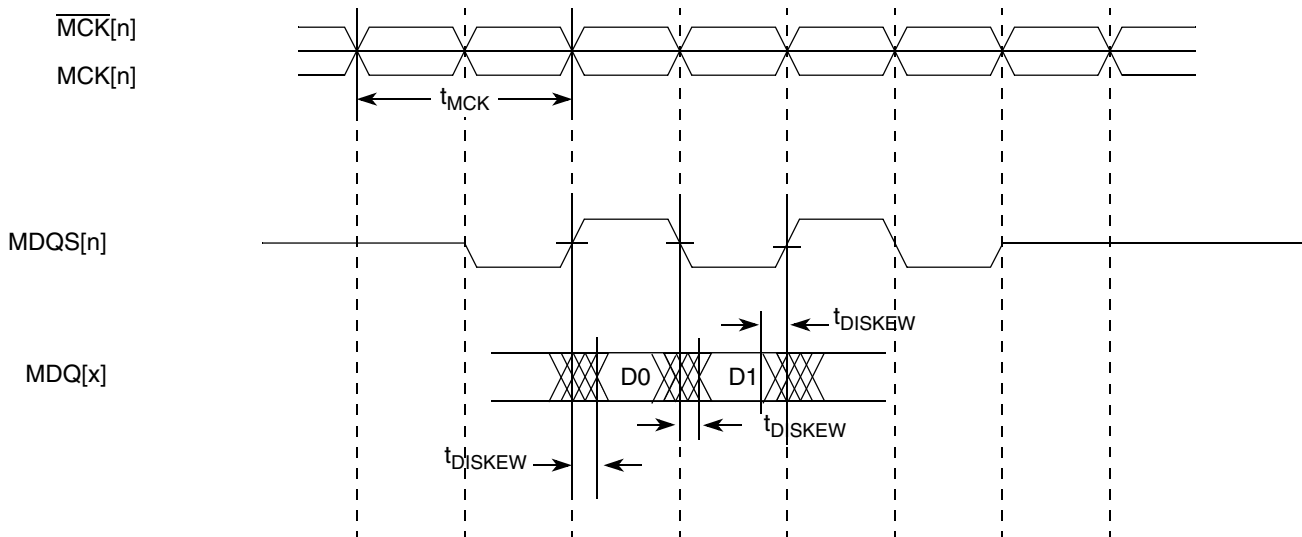 MCK[n]
MCK[n]
tMCK
MDQS[n]
tDISKEW
MDQ[x]
D0
D1
tDISKEW
tDISKEW